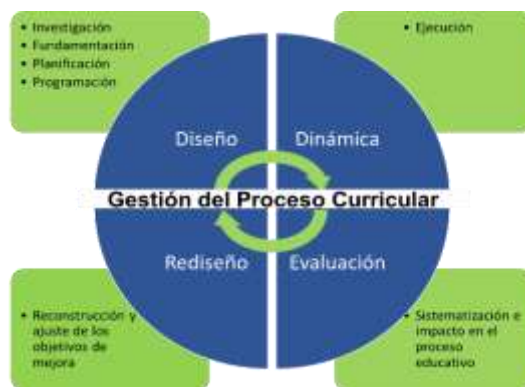 • Investigación
• Fundamentación
• Planificación
• Programación
• Ejecución
Diseño
Dinámica
Gestión del Proceso Curricular
Rediseño
Evaluación
• Reconstrucción y
ajuste de los
objetivos de
mejora
• Sistematización e
impacto en el
proceso
educativo